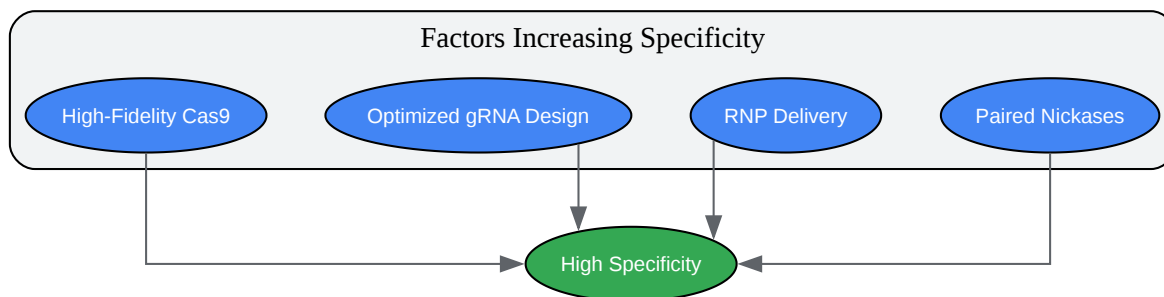 Factors Increasing Specificity
High-Fidelity Cas9
Optimized gRNA Design
RNP Delivery
Paired Nickases
High Specificity